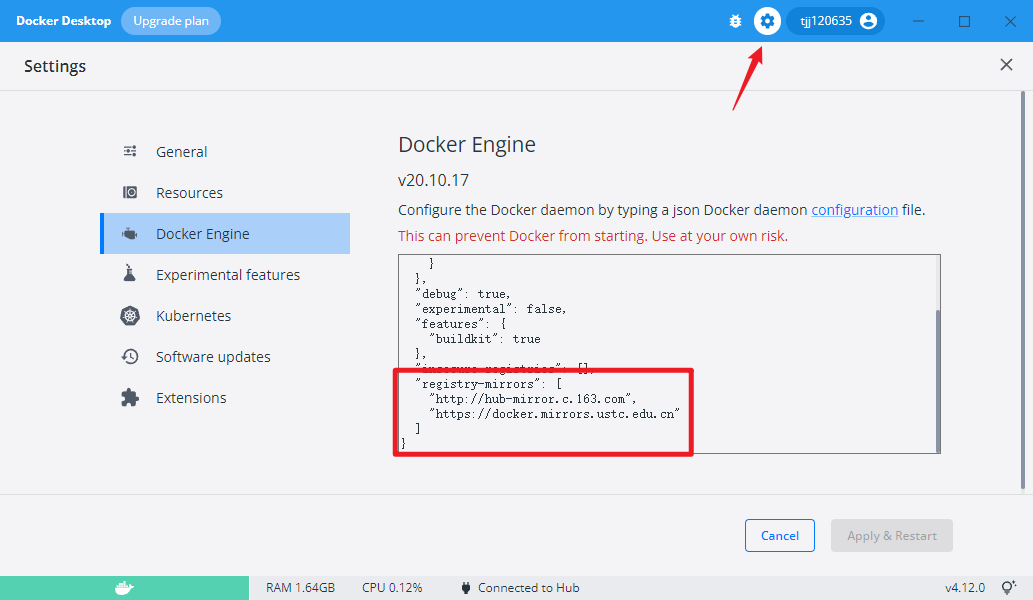 Docker Desktop
Upgrade plan
tjj120635
Settings
General
Resources
Docker Engine
Experimental features
Kubernetes
Software updates
Extensions
Docker Engine
v20.10.17
Configure the Docker daemon by typing a json Docker daemon configuration file.
This can prevent Docker from starting. Use at your own risk.
}
},
"debug": true,
"experimental": false,
"features": {
"buildkit": true
},
"insecure-registries": [],
"registry-mirrors": [
"http://hub-mirror.c.163.com",
"https://docker.mirrors.ustc.edu.cn"
]
}
Cancel
Apply & Restart
RAM 1.64GB
CPU 0.12%
Connected to Hub
v4.12.0